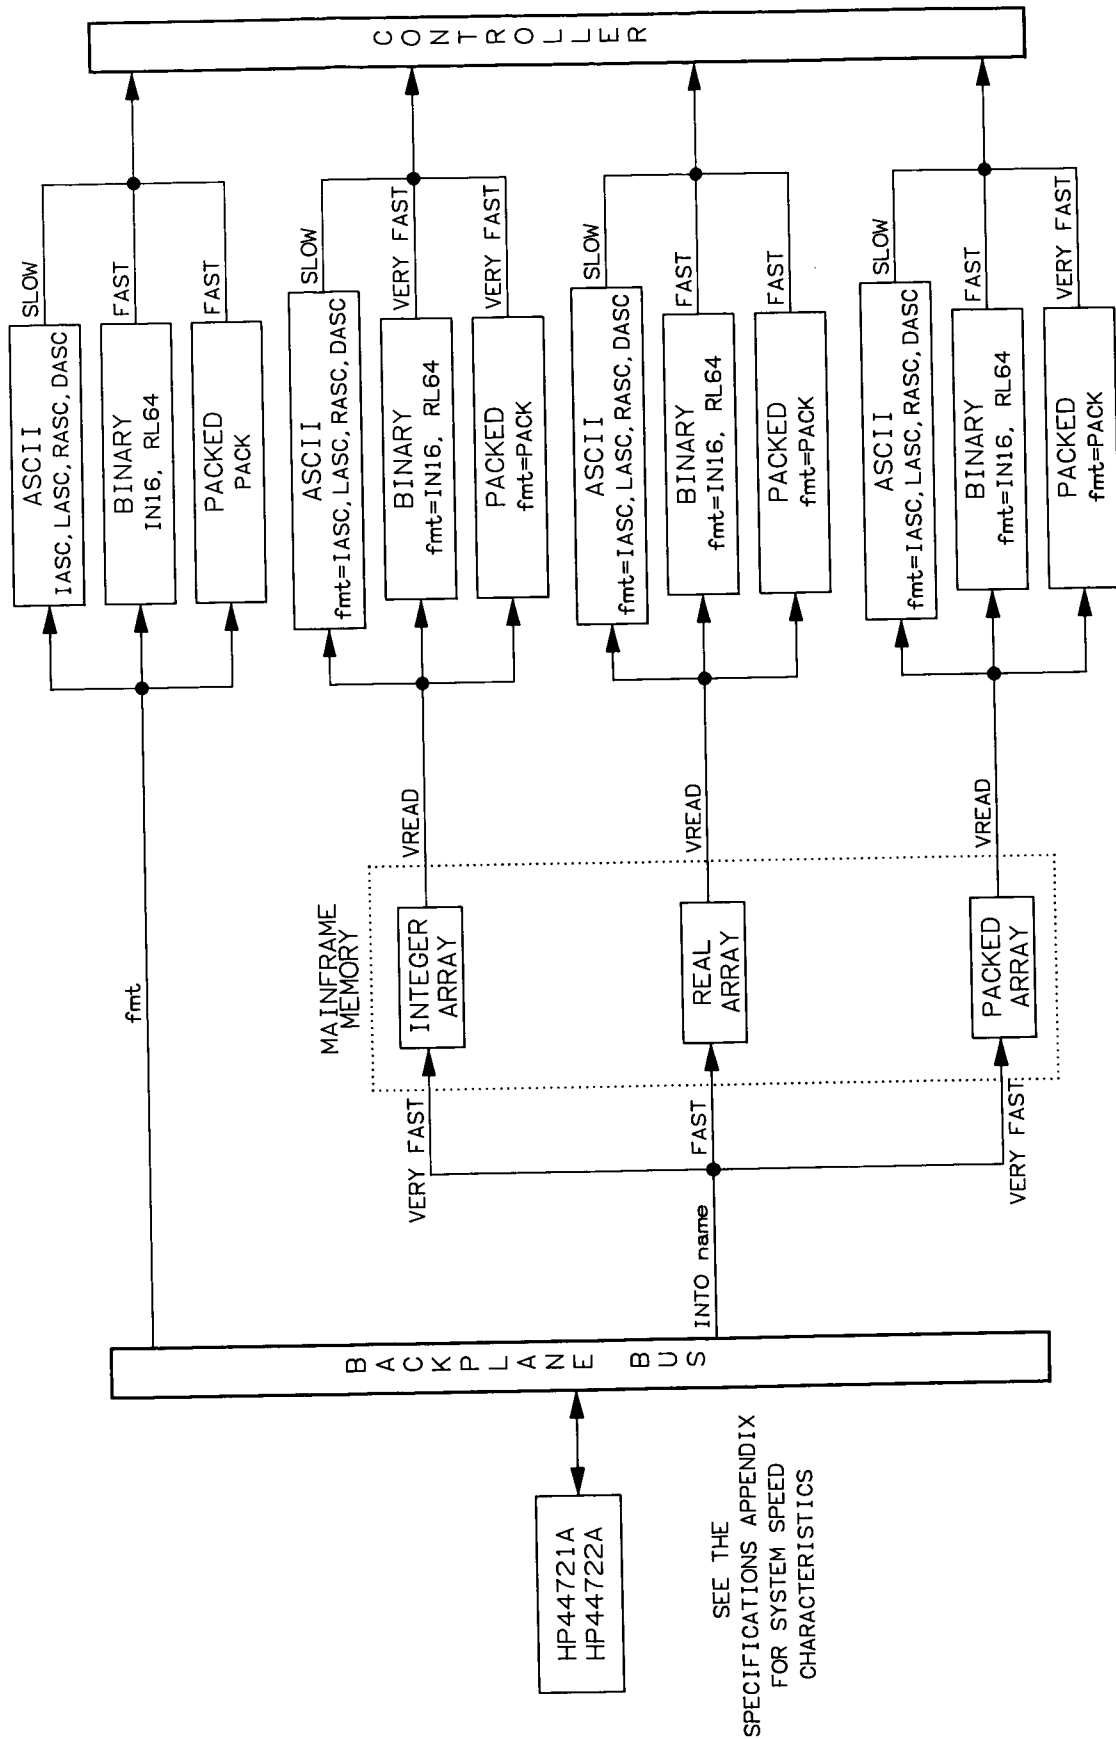 HP44721A
HP44722A
SEE THE
SPECIFICATIONS APPENDIX
FOR SYSTEM SPEED
CHARACTERISTICS
BACKPLANE BUS
fmt
INTO name
VERY FAST
FAST
VERY FAST
MAINFRAME
MEMORY
INTEGER
ARRAY
REAL
ARRAY
PACKED
ARRAY
VREAD
VREAD
VREAD
ASCII
IASC, LASC, RASC, DASC
SLOW
BINARY
IN16, RL64
FAST
PACKED
PACK
FAST
ASCII
fmt=IASC, LASC, RASC, DASC
SLOW
BINARY
fmt=IN16, RL64
VERY FAST
PACKED
fmt=PACK
VERY FAST
ASCII
fmt=IASC, LASC, RASC, DASC
SLOW
BINARY
fmt=IN16, RL64
FAST
PACKED
fmt=PACK
FAST
ASCII
fmt=IASC, LASC, RASC, DASC
SLOW
BINARY
fmt=IN16, RL64
FAST
PACKED
fmt=PACK
VERY FAST
CONTROLLER